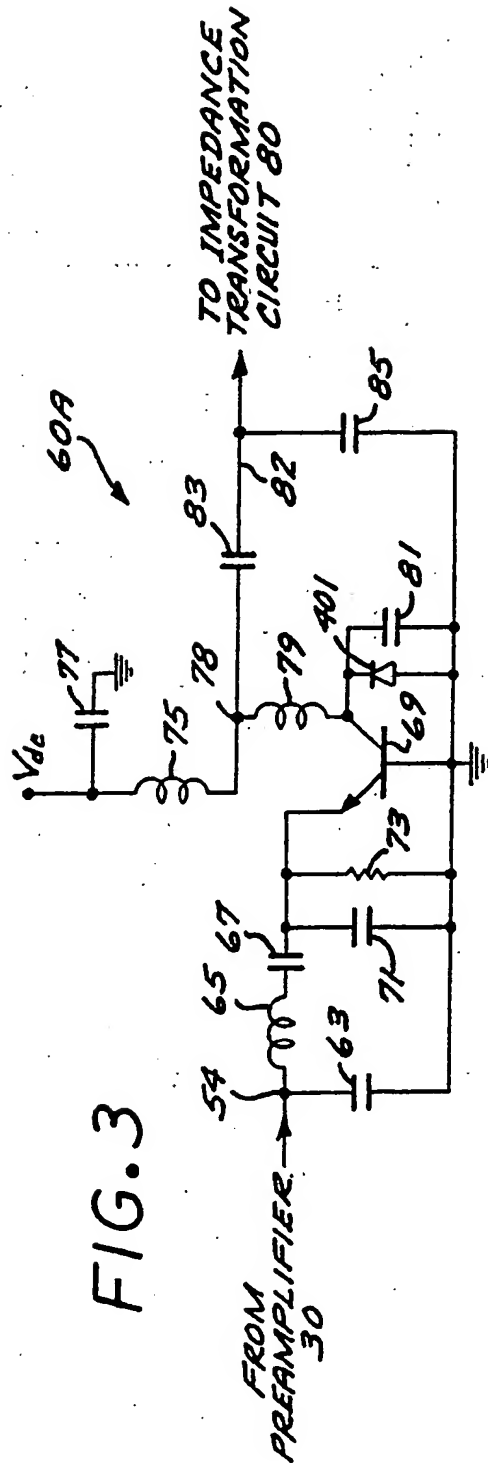 FIG. 3
60A
Vdc
77
75
78
83
82
TO IMPEDANCE
TRANSFORMATION
CIRCUIT 80
79
401
81
85
69
73
67
71
65
63
54
FROM
PREAMPLIFIER
30